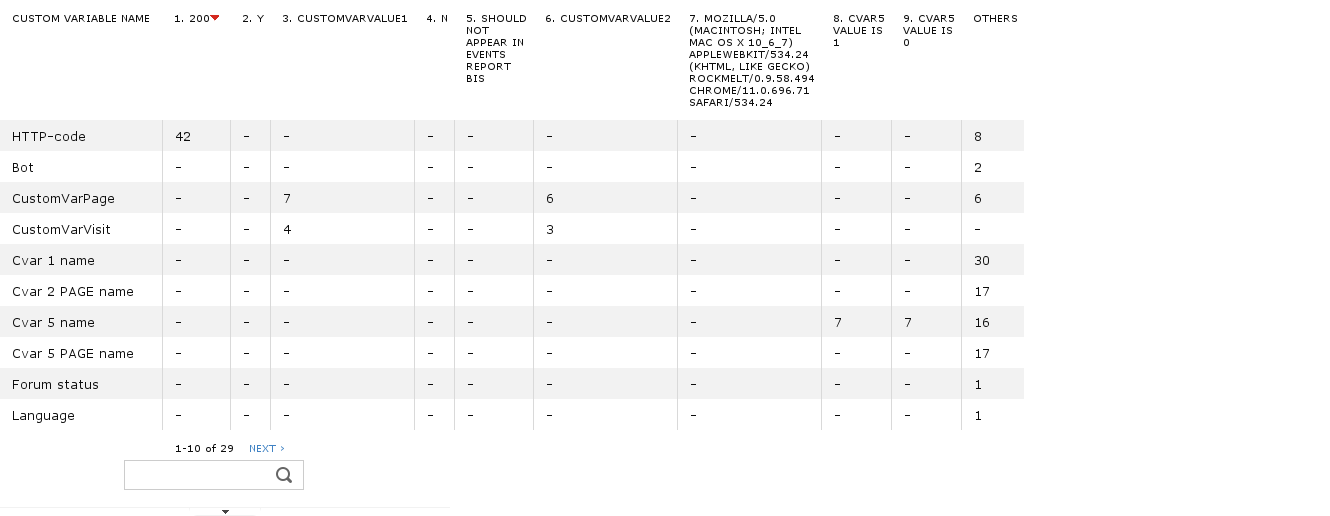 CUSTOM VARIABLE NAME 1. 200 2. Y 3. CUSTOMVARVALUE1 4. N 5. SHOULD 6. CUSTOMVARVALUE2 7. MOZILLA/5.0 8. CVAR5 9. CVAR5 OTHERS
NOT (MACINTOSH; INTEL VALUE IS VALUE IS
APPEAR IN MAC OS X 10_6_7) 1 0
EVENTS APPLEWEBKIT/534.24
REPORT (KHTML, LIKE GECKO)
BIS ROCKMELT/0.9.58.494
CHROME/11.0.696.71
SAFARI/534.24
HTTP-code 42 - - - - - - - - 8
Bot - - - - - - - - - 2
CustomVarPage - - 7 - - 6 - - - 6
CustomVarVisit - - 4 - - 3 - - - -
Cvar 1 name - - - - - - - - - 30
Cvar 2 PAGE name - - - - - - - - - 17
Cvar 5 name - - - - - - - 7 7 16
Cvar 5 PAGE name - - - - - - - - - 17
Forum status - - - - - - - - - 1
Language - - - - - - - - - 1
1-10 of 29 NEXT ›